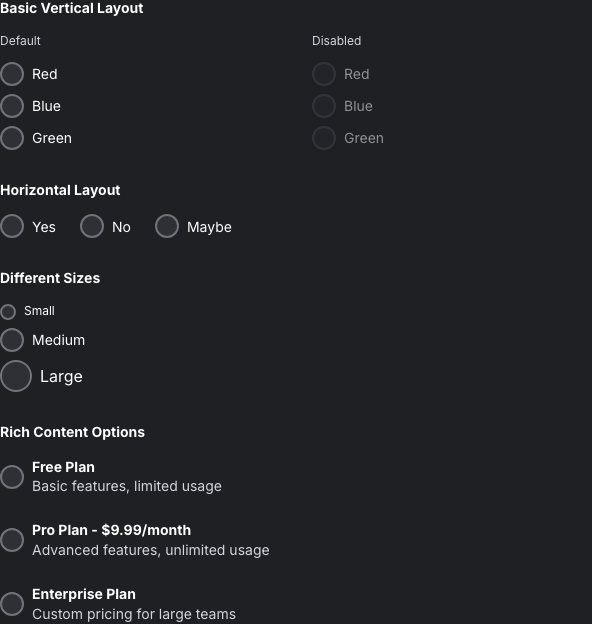 Basic Vertical Layout
Default
Red
Blue
Green
Disabled
Red
Blue
Green
Horizontal Layout
Yes No Maybe
Different Sizes
Small
Medium
Large
Rich Content Options
Free Plan
Basic features, limited usage
Pro Plan - $9.99/month
Advanced features, unlimited usage
Enterprise Plan
Custom pricing for large teams